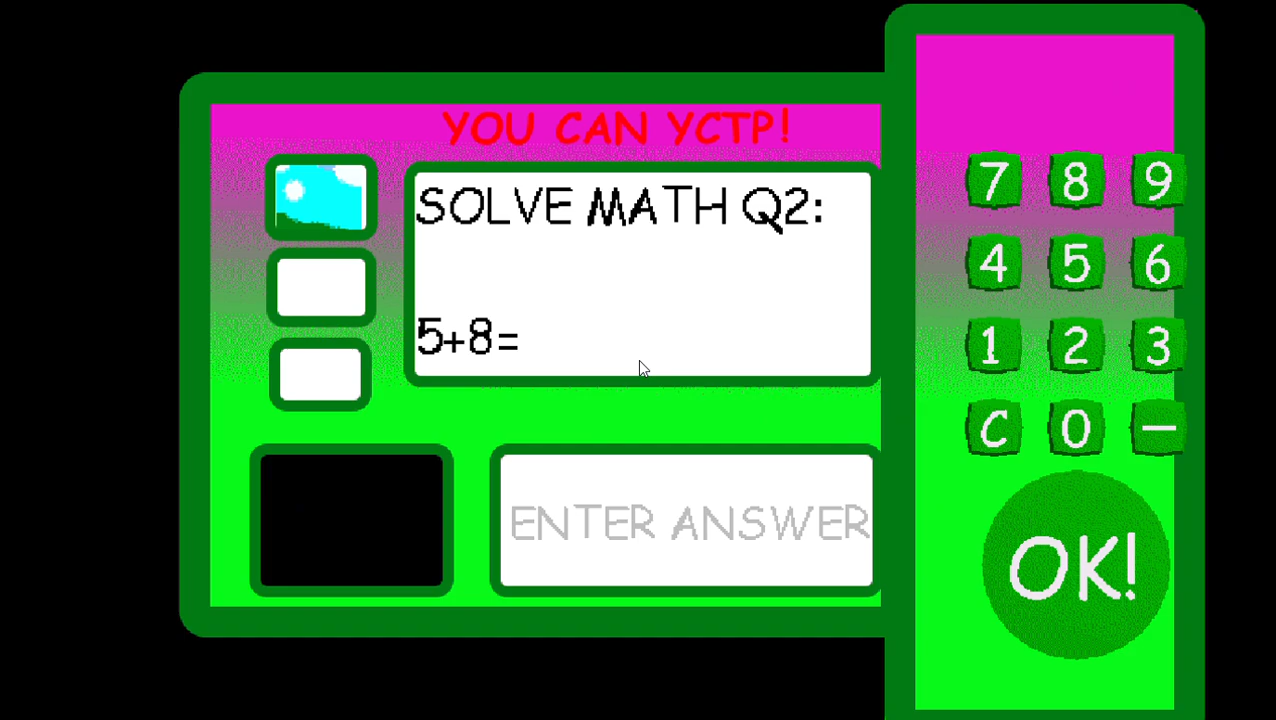 YOU CAN YCTP!
SOLVE MATH Q2:
5+8=
ENTER ANSWER
7 8 9
4 5 6
1 2 3
C 0 −
OK!